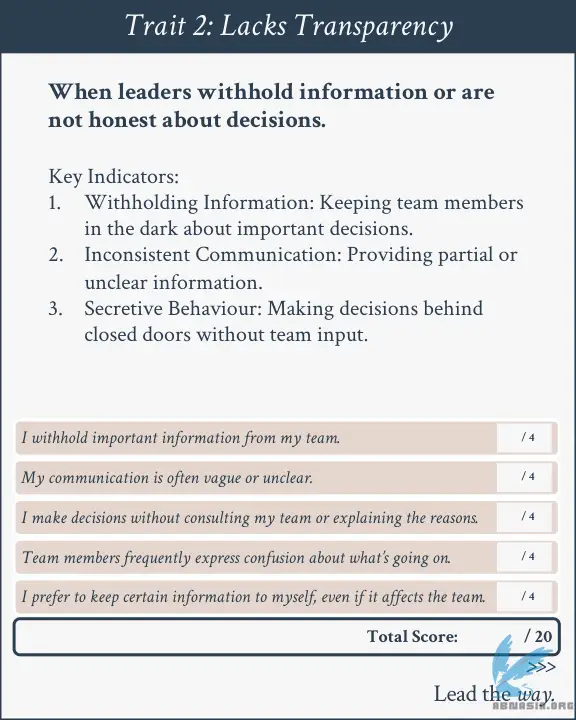 Trait 2: Lacks Transparency
When leaders withhold information or are
not honest about decisions.
Key Indicators:
1. Withholding Information: Keeping team members
in the dark about important decisions.
2. Inconsistent Communication: Providing partial or
unclear information.
3. Secretive Behaviour: Making decisions behind
closed doors without team input.
I withhold important information from my team. / 4
My communication is often vague or unclear. / 4
I make decisions without consulting my team or explaining the reasons. / 4
Team members frequently express confusion about what's going on. / 4
I prefer to keep certain information to myself, even if it affects the team. / 4
Total Score: / 20
>>>
Lead the way.
ABMASIA.ORG